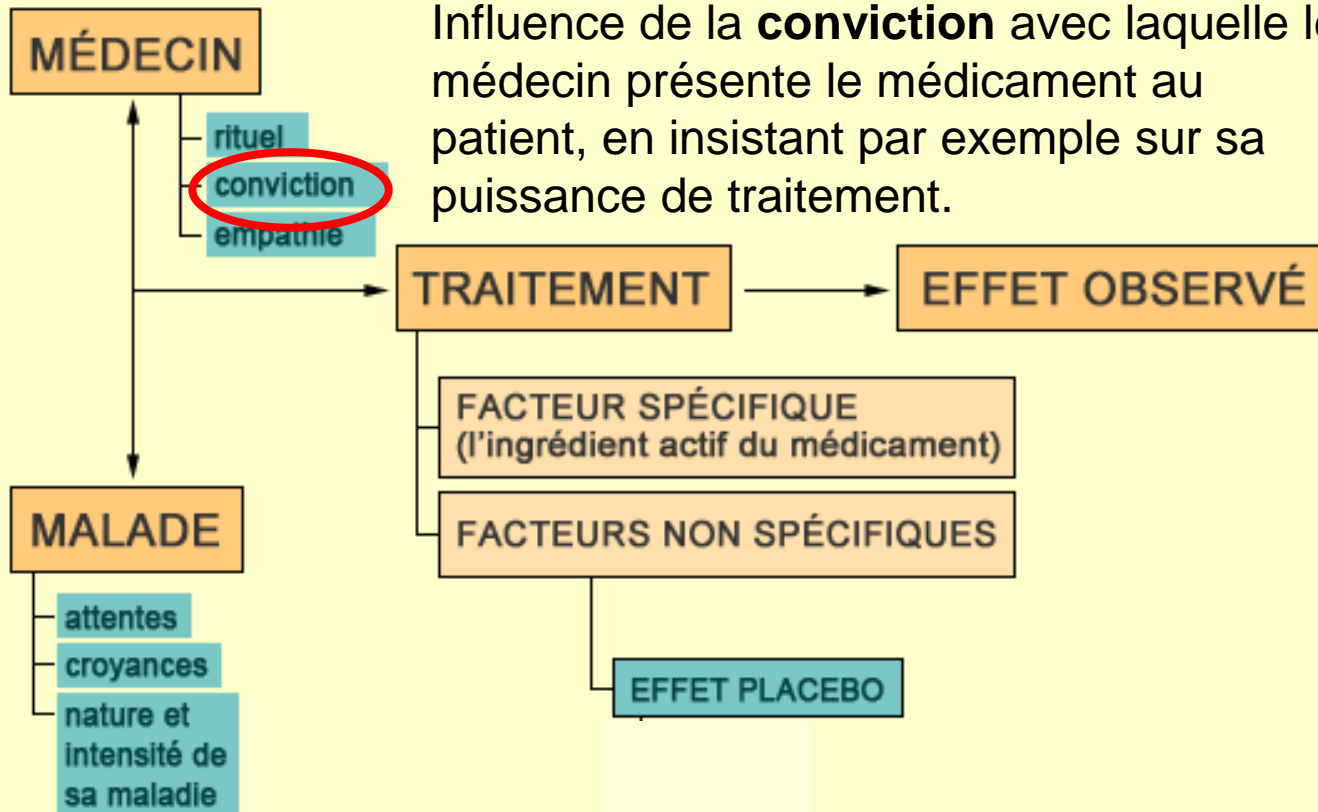 MÉDECIN
rituel
conviction
empathie
Influence de la conviction avec laquelle
médecin présente le médicament au
patient, en insistant par exemple sur sa
puissance de traitement.
TRAITEMENT
EFFET OBSERVÉ
FACTEUR SPÉCIFIQUE
(l'ingrédient actif du médicament)
FACTEURS NON SPÉCIFIQUES
EFFET PLACEBO
MALADE
attentes
croyances
nature et
intensité de
sa maladie